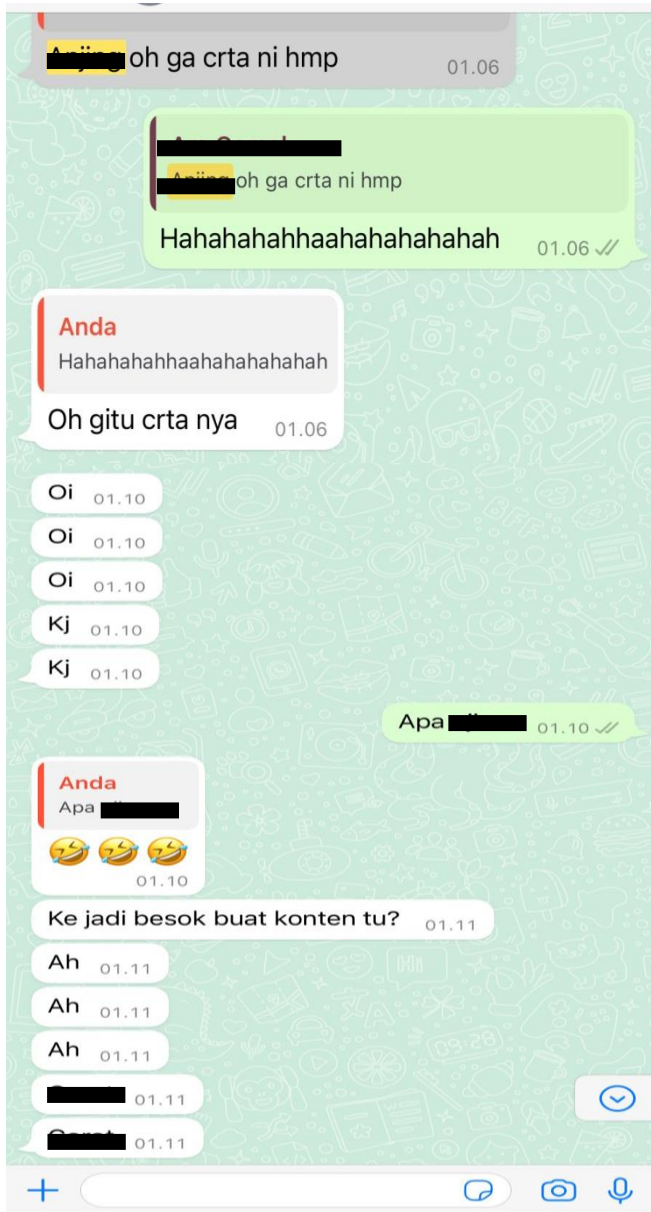 oh ga crta ni hmp
01.06
oh ga crta ni hmp
Hahahahahhaahahahahahah 01.06
Anda
Hahahahahhaahahahahahah
Oh gitu crta nya 01.06
Oi 01.10
Oi 01.10
Oi 01.10
Kj 01.10
Kj 01.10
Apa 01.10
Anda
Apa
01.10
Ke jadi besok buat konten tu? 01.11
Ah 01.11
Ah 01.11
Ah 01.11
01.11
01.11